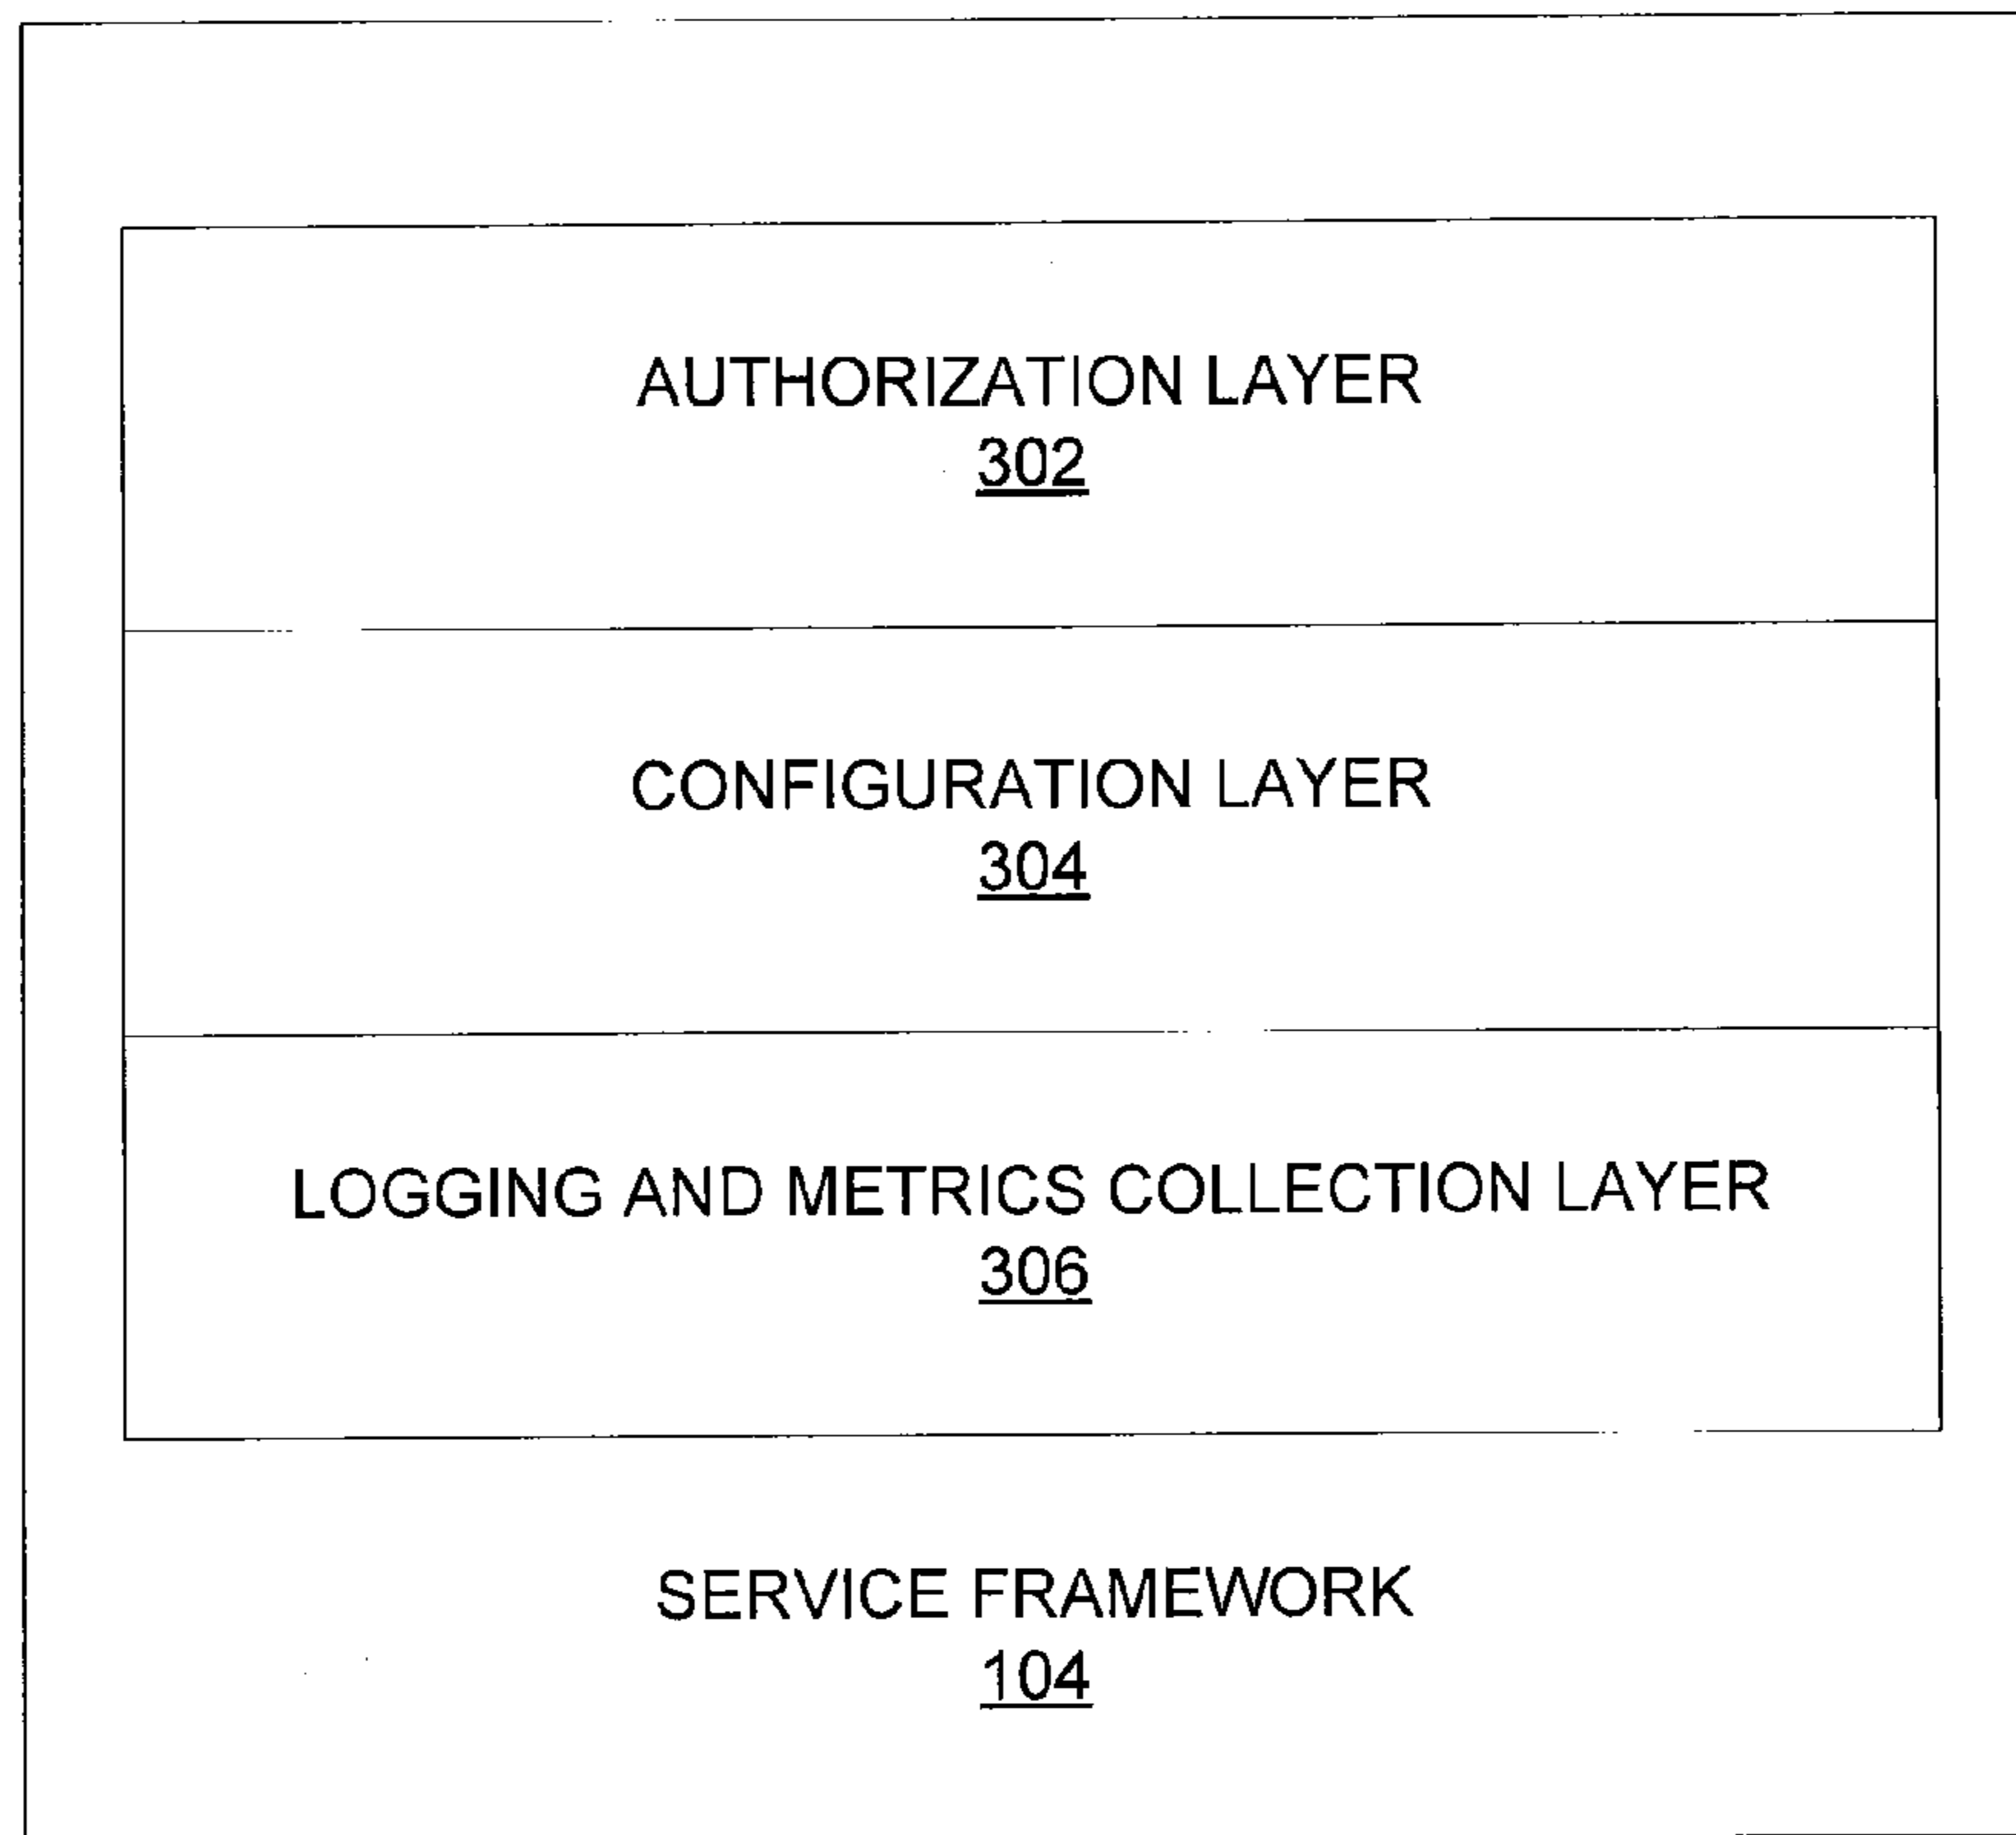 AUTHORIZATION LAYER
302
CONFIGURATION LAYER
304
LOGGING AND METRICS COLLECTION LAYER
306
SERVICE FRAMEWORK
104